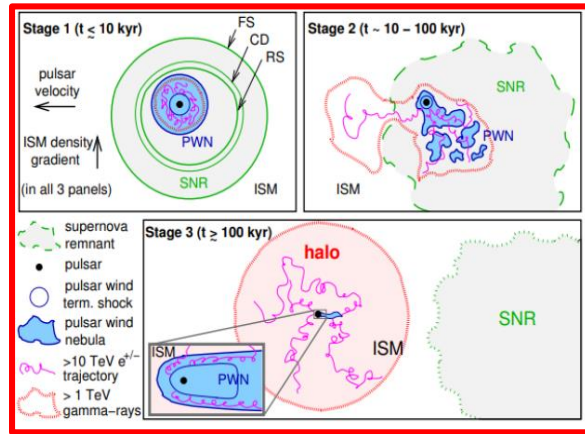 Stage 1 (t ≲ 10 kyr)
FS
CD
RS
pulsar
velocity
ISM density
gradient
(in all 3 panels)
PWN
SNR
ISM
Stage 2 (t ~ 10 – 100 kyr)
SNR
PWN
ISM
supernova
remnant
pulsar
pulsar wind
term. shock
pulsar wind
nebula
>10 TeV e+/-
trajectory
> 1 TeV
gamma-rays
Stage 3 (t ≳ 100 kyr)
halo
ISM
SNR
ISM
PWN